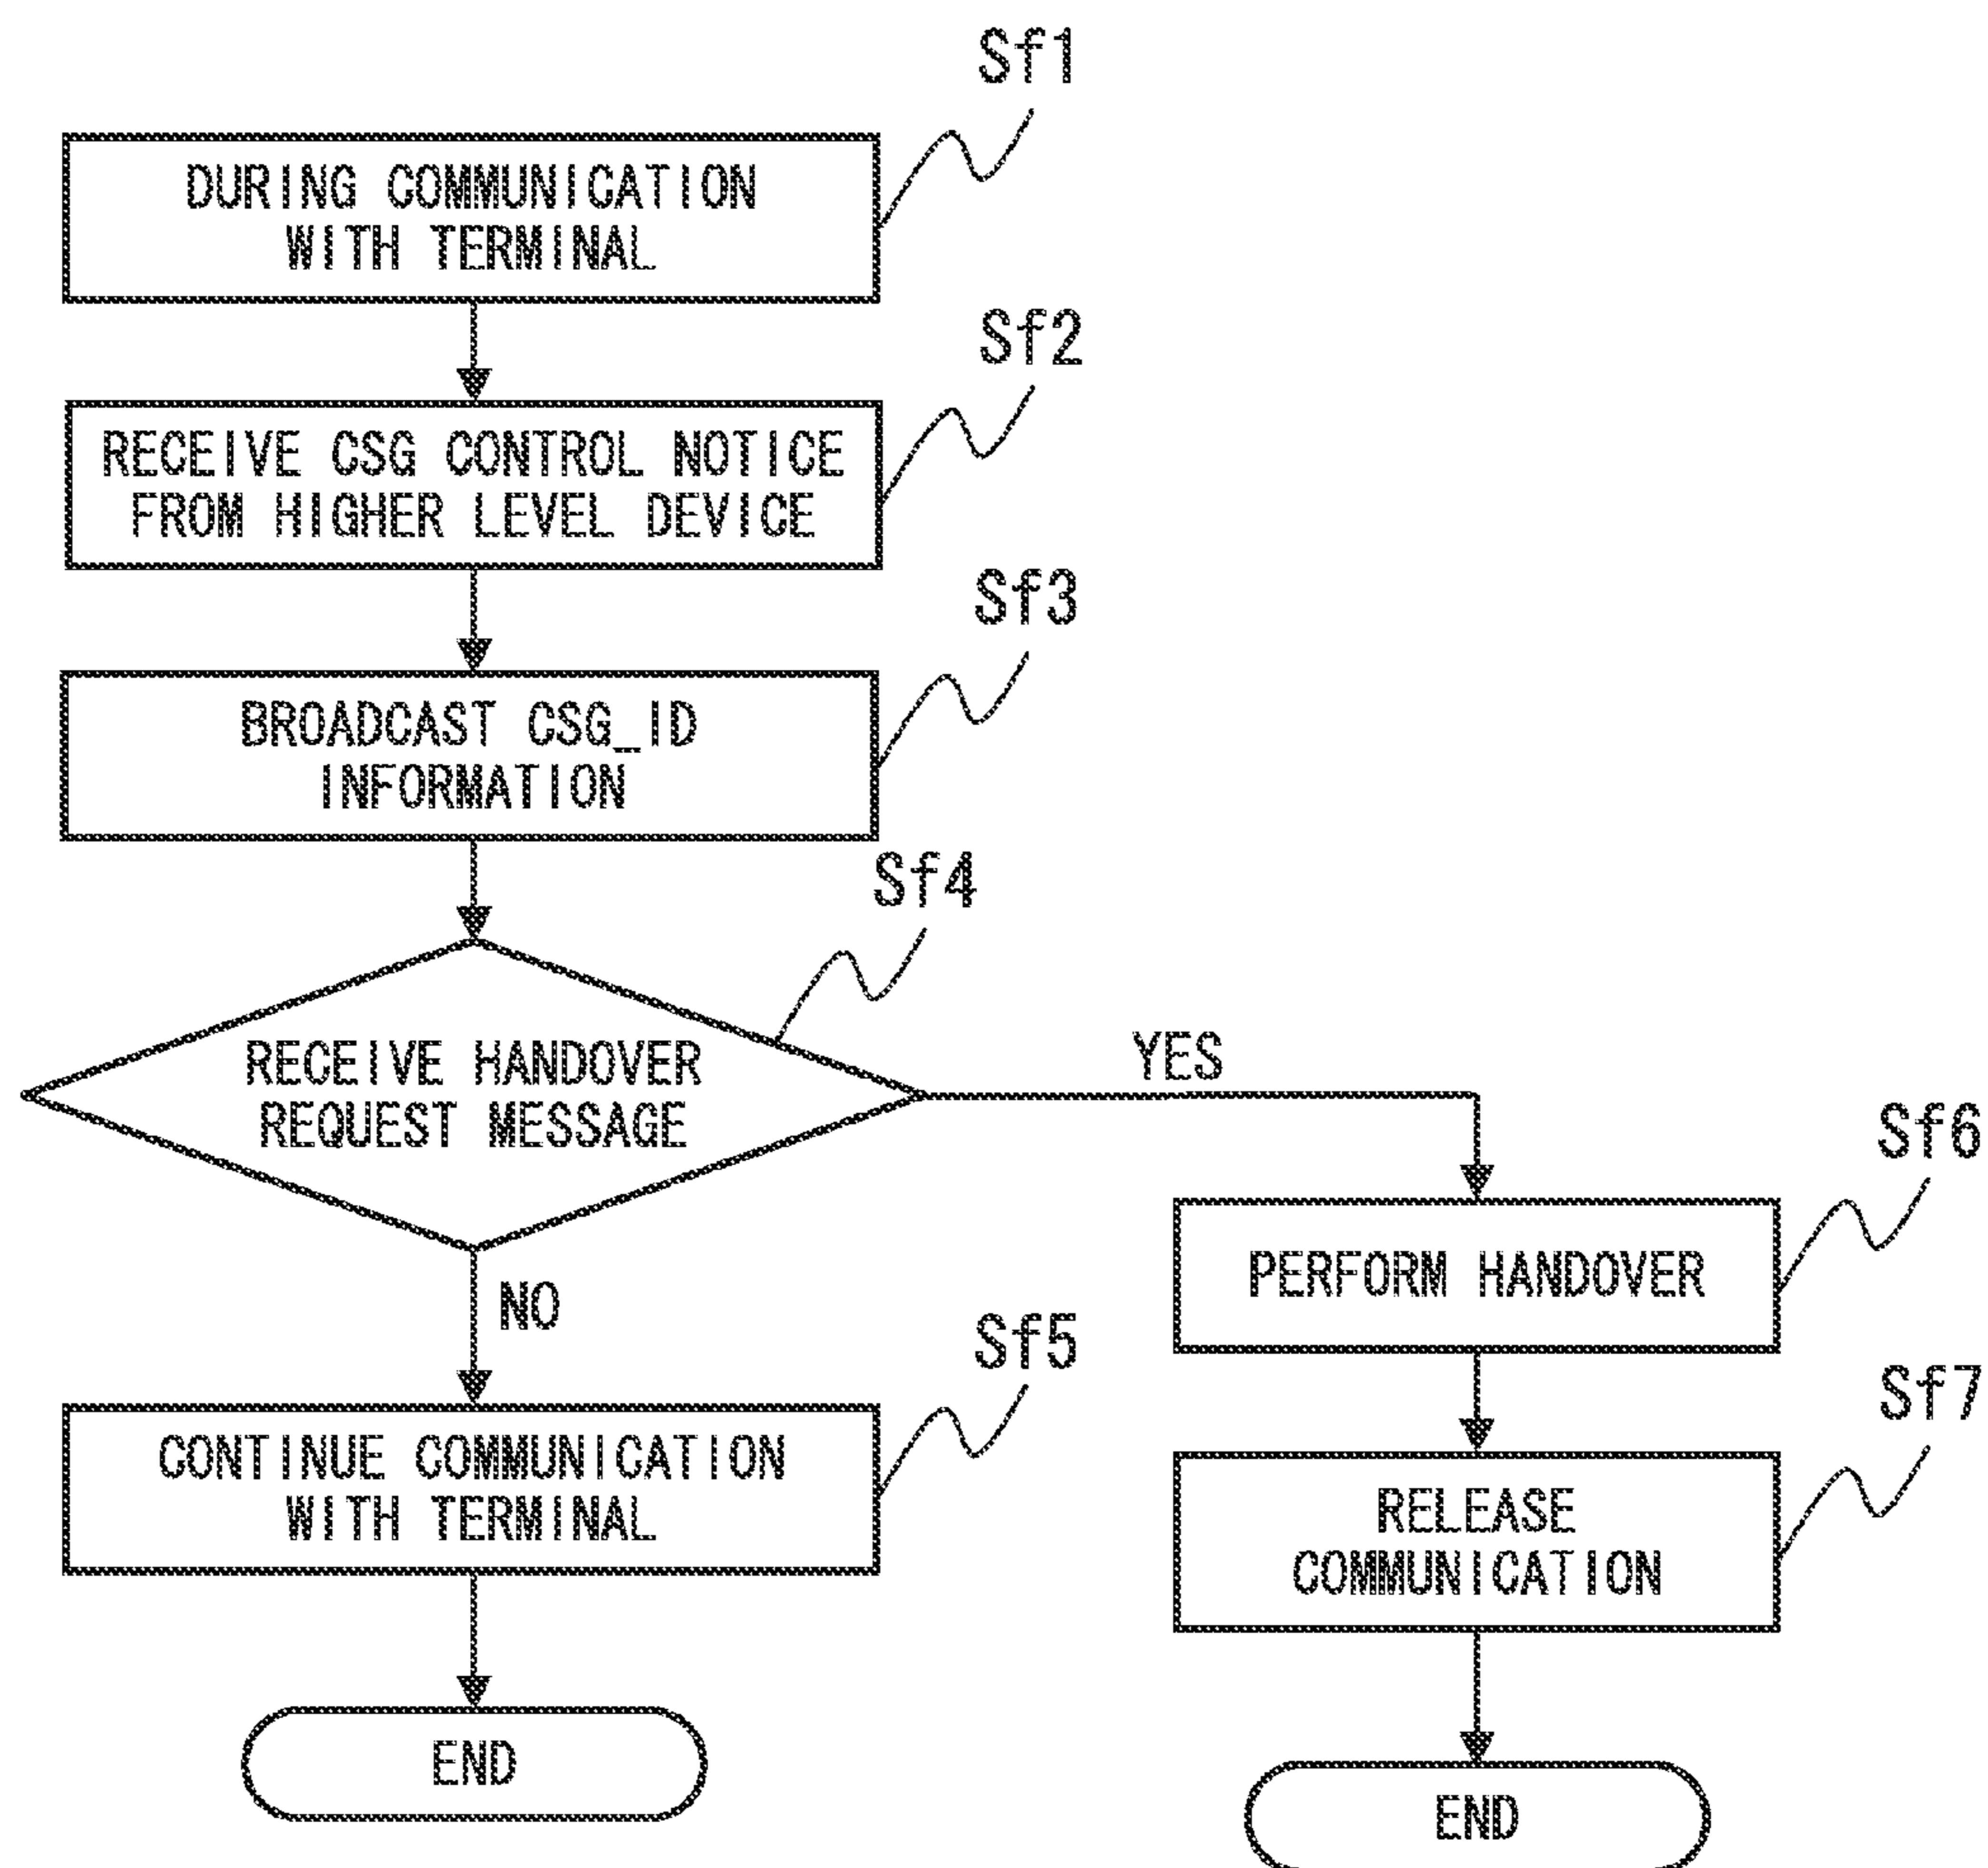 Sf1
DURING COMMUNICATION
WITH TERMINAL
Sf2
RECEIVE CSG CONTROL NOTICE
FROM HIGHER LEVEL DEVICE
Sf3
BROADCAST CSG_ID
INFORMATION
Sf4
RECEIVE HANDOVER
REQUEST MESSAGE
YES
NO
Sf5
CONTINUE COMMUNICATION
WITH TERMINAL
END
Sf6
PERFORM HANDOVER
Sf7
RELEASE
COMMUNICATION
END